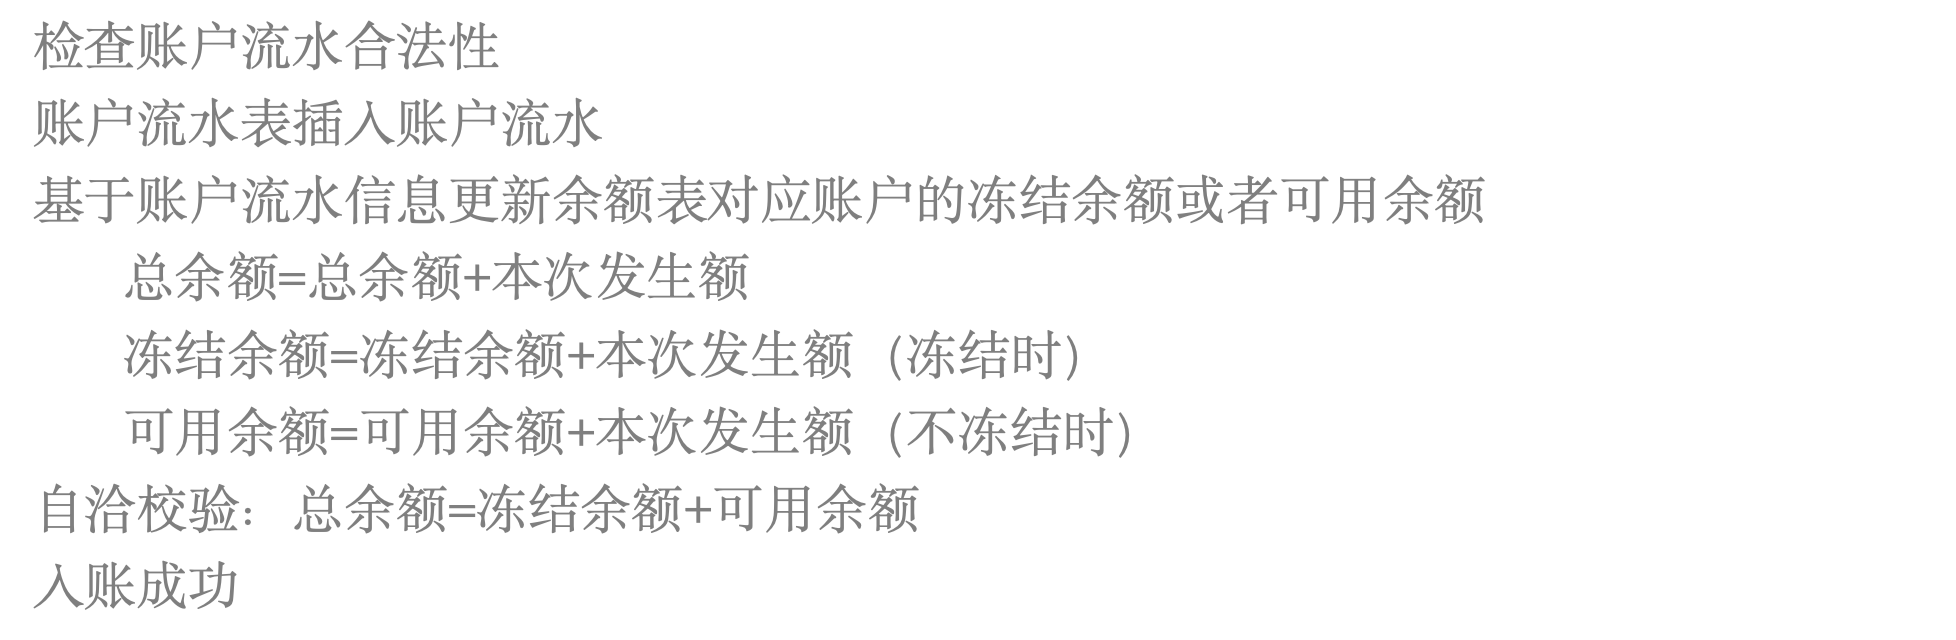 检查账户流水合法性
账户流水表插入账户流水
基于账户流水信息更新余额表对应账户的冻结余额或者可用余额
总余额=总余额+本次发生额
冻结余额=冻结余额+本次发生额（冻结时）
可用余额=可用余额+本次发生额（不冻结时）
自洽校验：总余额=冻结余额+可用余额
入账成功